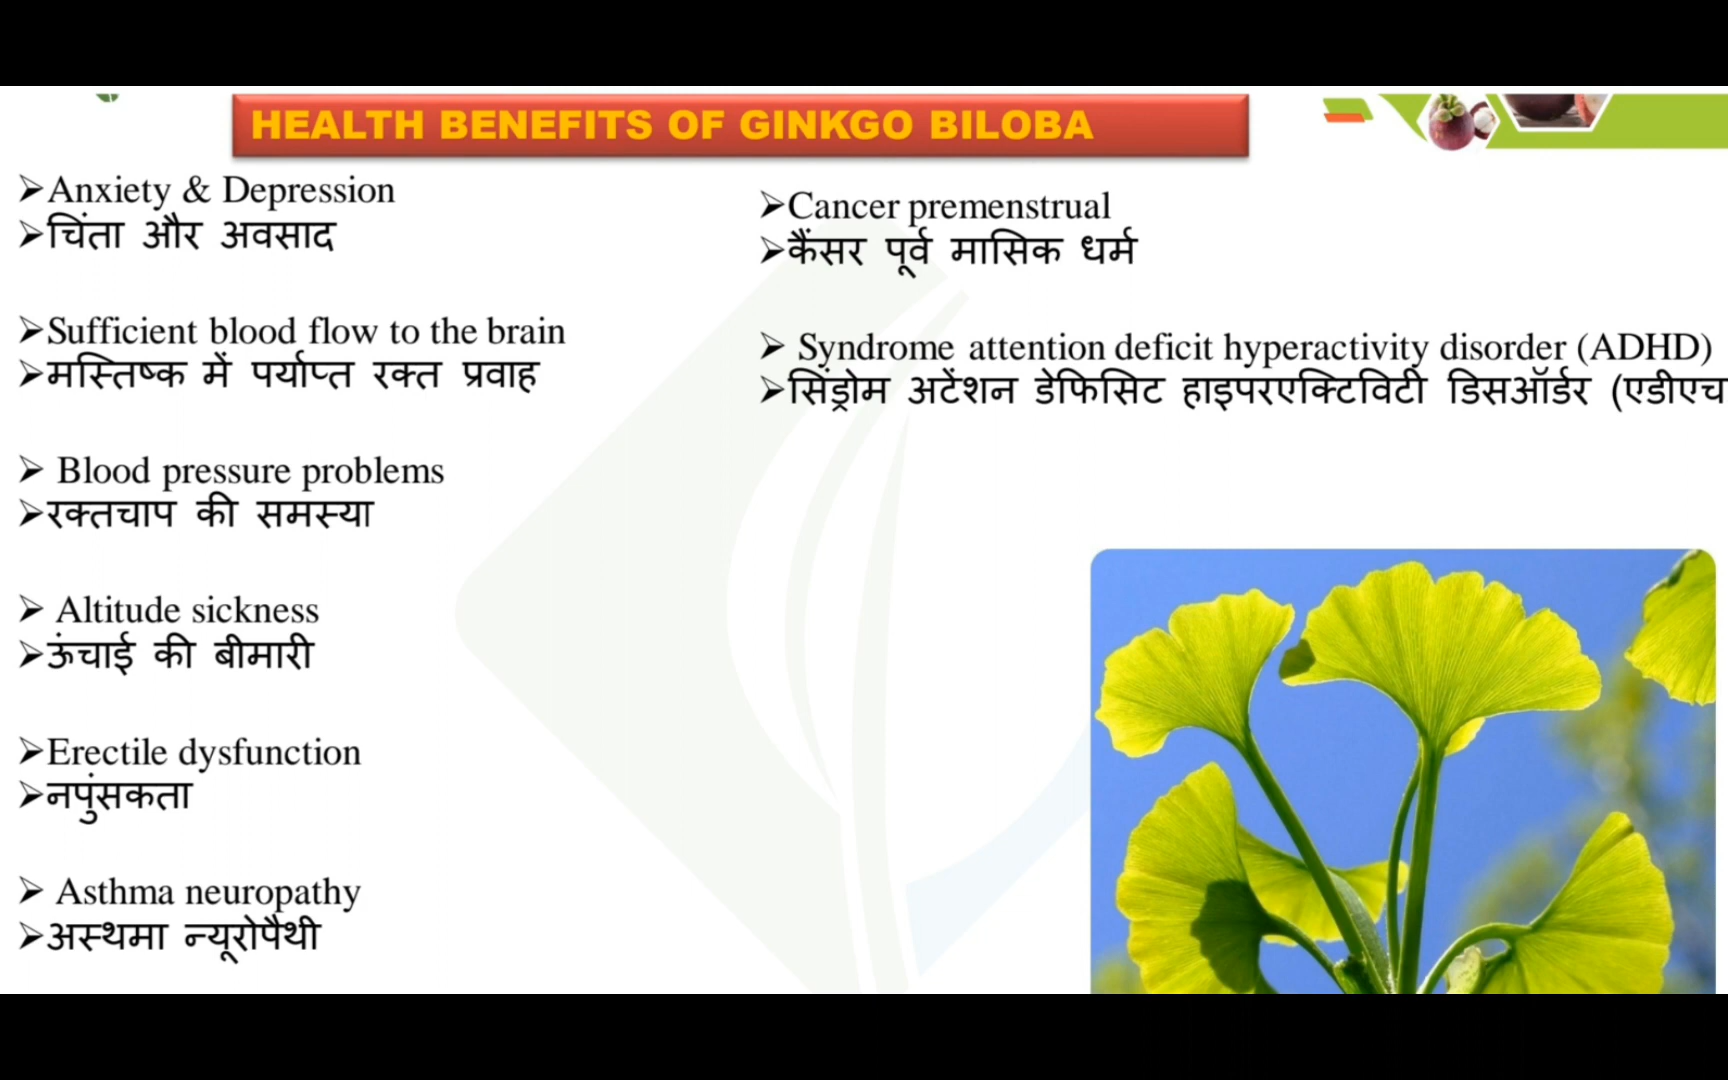 HEALTH BENEFITS OF GINKGO BILOBA
➢Anxiety & Depression
➢चिंता और अवसाद
➢Sufficient blood flow to the brain
➢मस्तिष्क में पर्याप्त रक्त प्रवाह
➢ Blood pressure problems
➢रक्तचाप की समस्या
➢ Altitude sickness
➢ऊंचाई की बीमारी
➢Erectile dysfunction
➢नपुंसकता
➢ Asthma neuropathy
➢अस्थमा न्यूरोपैथी
➢Cancer premenstrual
➢कैंसर पूर्व मासिक धर्म
➢ Syndrome attention deficit hyperactivity disorder (ADHD)
➢सिंड्रोम अटेंशन डेफिसिट हाइपरएक्टिविटी डिसऑर्डर (एडीएच